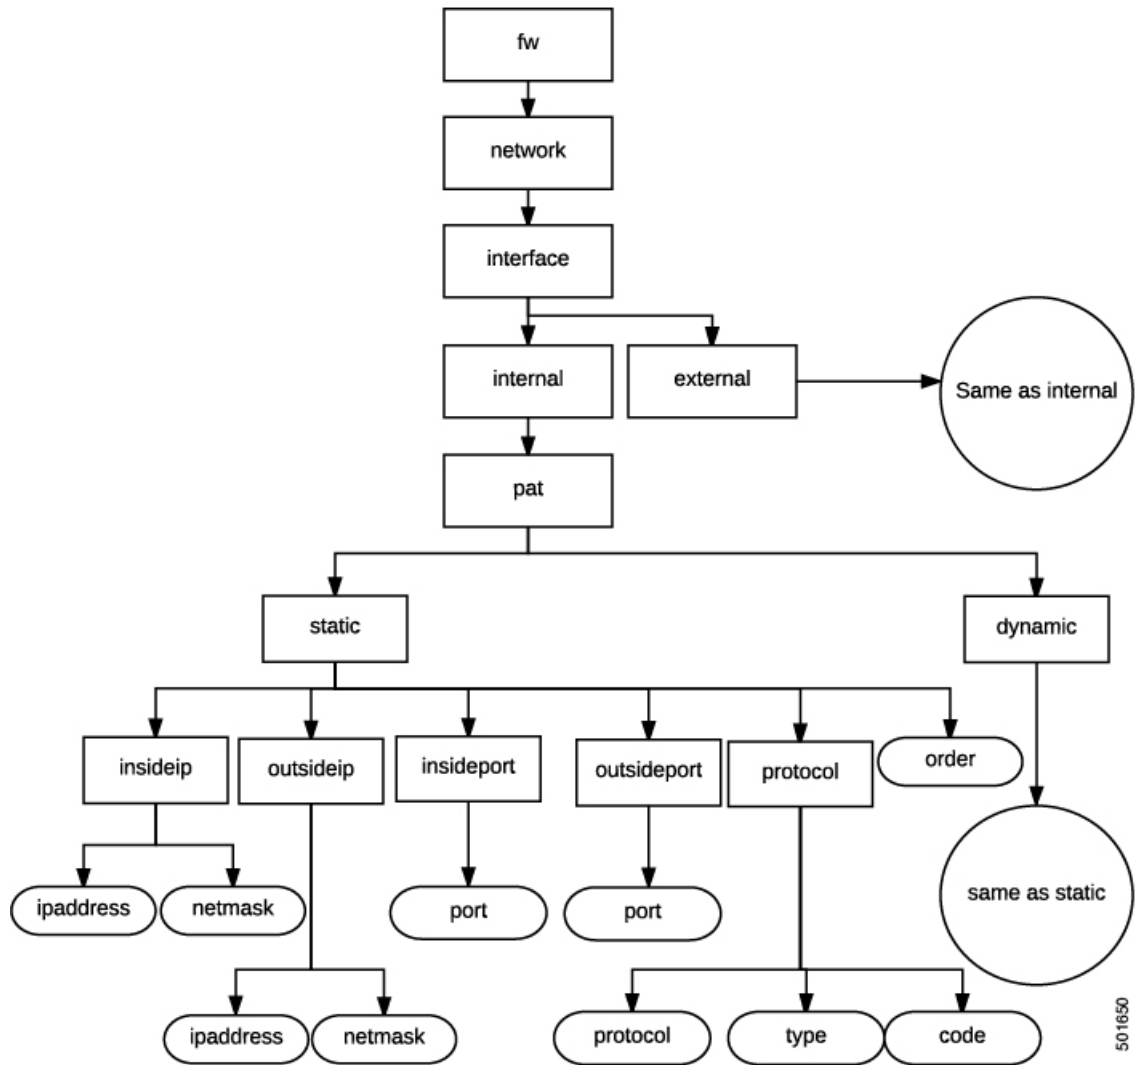 fw
network
interface
internal
external
Same as internal
pat
static
dynamic
insideip
outsideip
insideport
outsideport
protocol
order
ipaddress
netmask
port
port
same as static
ipaddress
netmask
protocol
type
code
501650